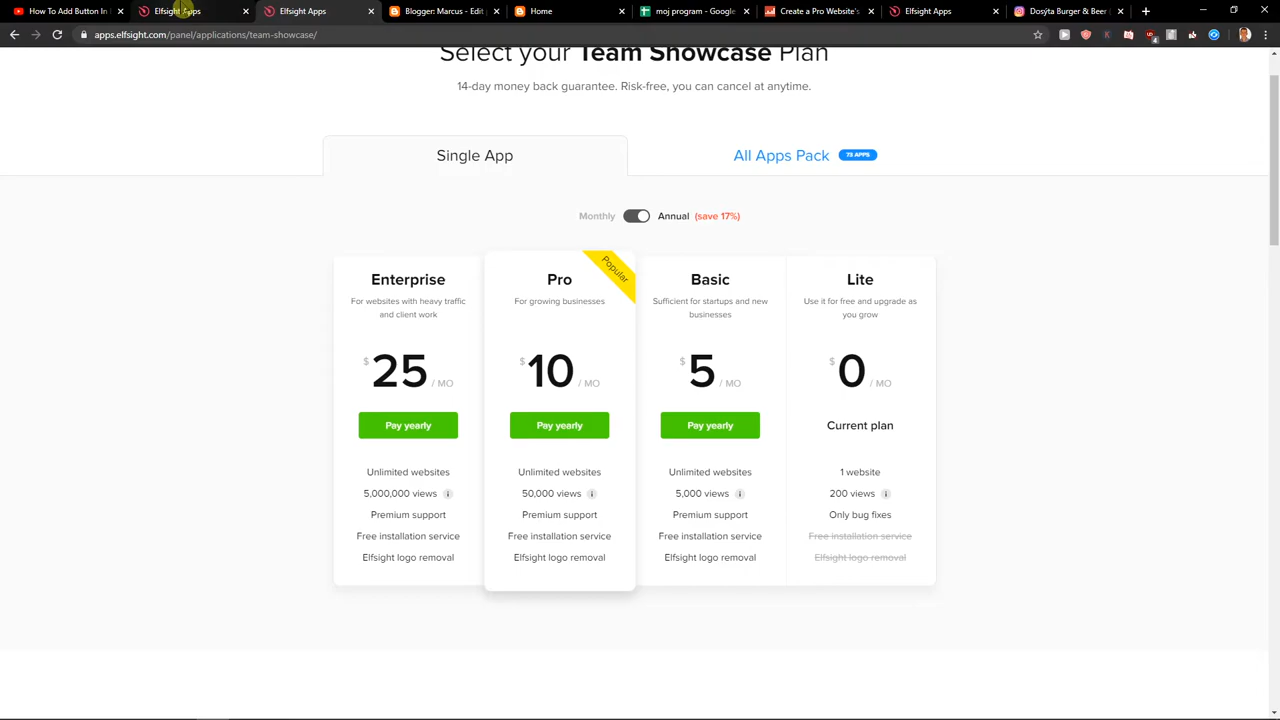 How To Add Button In
Elfsight Apps
Elfsight Apps
Blogger: Marcus - Edit
Home
moj program - Google
Create a Pro Website's
Elfsight Apps
Dosyta Burger & Be
apps.elfsight.com/panel/applications/team-showcase/
Select your Team Showcase Plan
14-day money back guarantee. Risk-free, you can cancel at anytime.
Single App
All Apps Pack 73 APPS
Monthly Annual (save 17%)
Popular
Enterprise
For websites with heavy traffic
and client work
$ 25 / MO
Pay yearly
Unlimited websites
5,000,000 views
Premium support
Free installation service
Elfsight logo removal
Pro
For growing businesses
$ 10 / MO
Pay yearly
Unlimited websites
50,000 views
Premium support
Free installation service
Elfsight logo removal
Basic
Sufficient for startups and new
businesses
$ 5 / MO
Pay yearly
Unlimited websites
5,000 views
Premium support
Free installation service
Elfsight logo removal
Lite
Use it for free and upgrade as
you grow
$ 0 / MO
Current plan
1 website
200 views
Only bug fixes
Free installation service
Elfsight logo removal